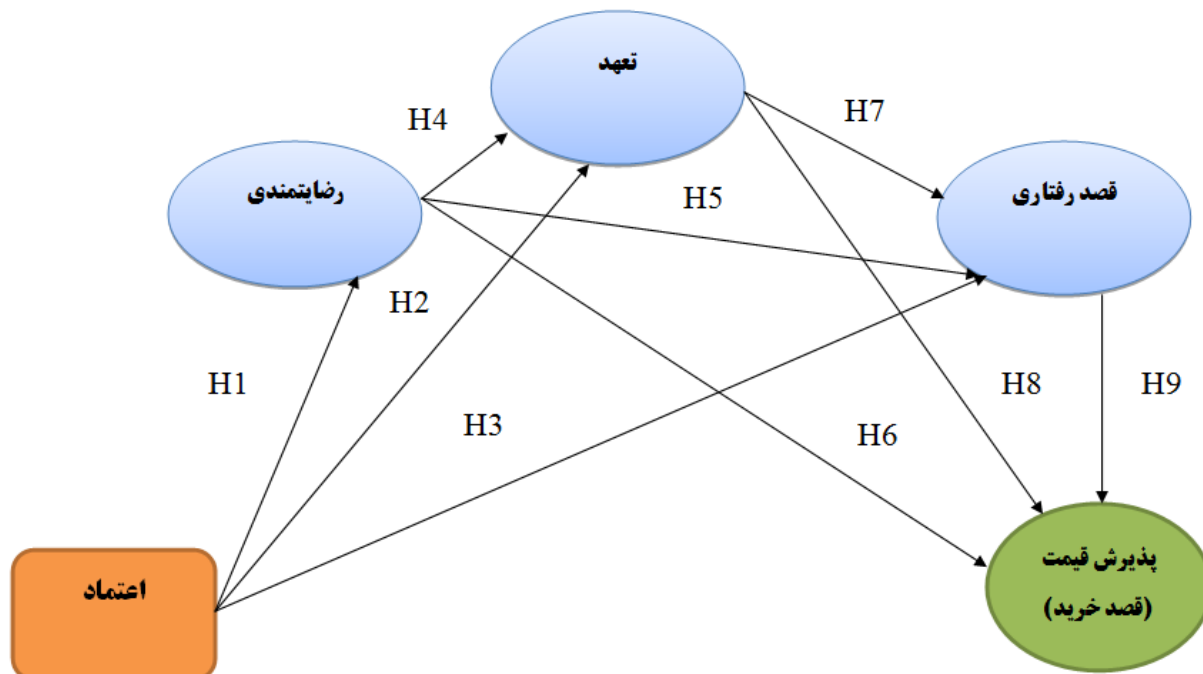 تعهد
H7
H4
رضایتمندی
قصد رفتاری
H5
H2
H1
H8
H9
H3
H6
پذیرش قیمت
(قصد خرید)
اعتماد